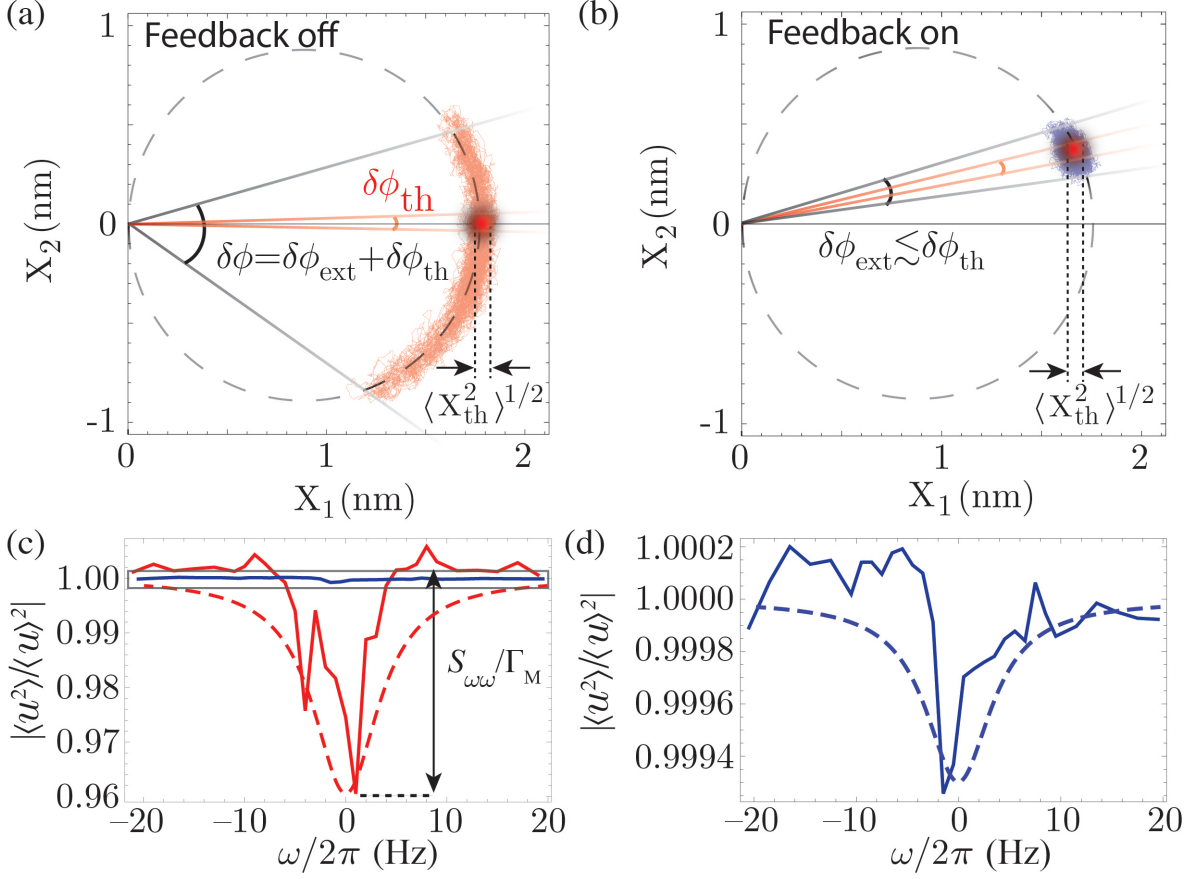 (a)
Feedback off
1
X₂(nm)
0
-1
δϕth
δϕ=δϕext+δϕth
⟨X²th⟩^1/2
0
1
2
X₁(nm)
(b)
Feedback on
1
X₂(nm)
0
-1
δϕext≲δϕth
⟨X²th⟩^1/2
0
1
2
X₁(nm)
(c)
|⟨u²⟩/⟨u⟩²|
1.00
0.99
0.98
0.97
0.96
Sωω/ΓM
−20
−10
0
10
20
ω/2π (Hz)
(d)
|⟨u²⟩/⟨u⟩²|
1.0002
1.0000
0.9998
0.9996
0.9994
−20
−10
0
10
20
ω/2π (Hz)